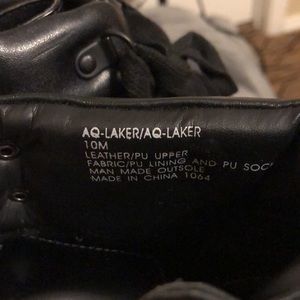 AQ-LAKER/AQ-LAKER
10M
LEATHER/PU UPPER
FABRIC/PU LINING AND PU SOC
MAN MADE OUTSOLE
MADE IN CHINA 1064